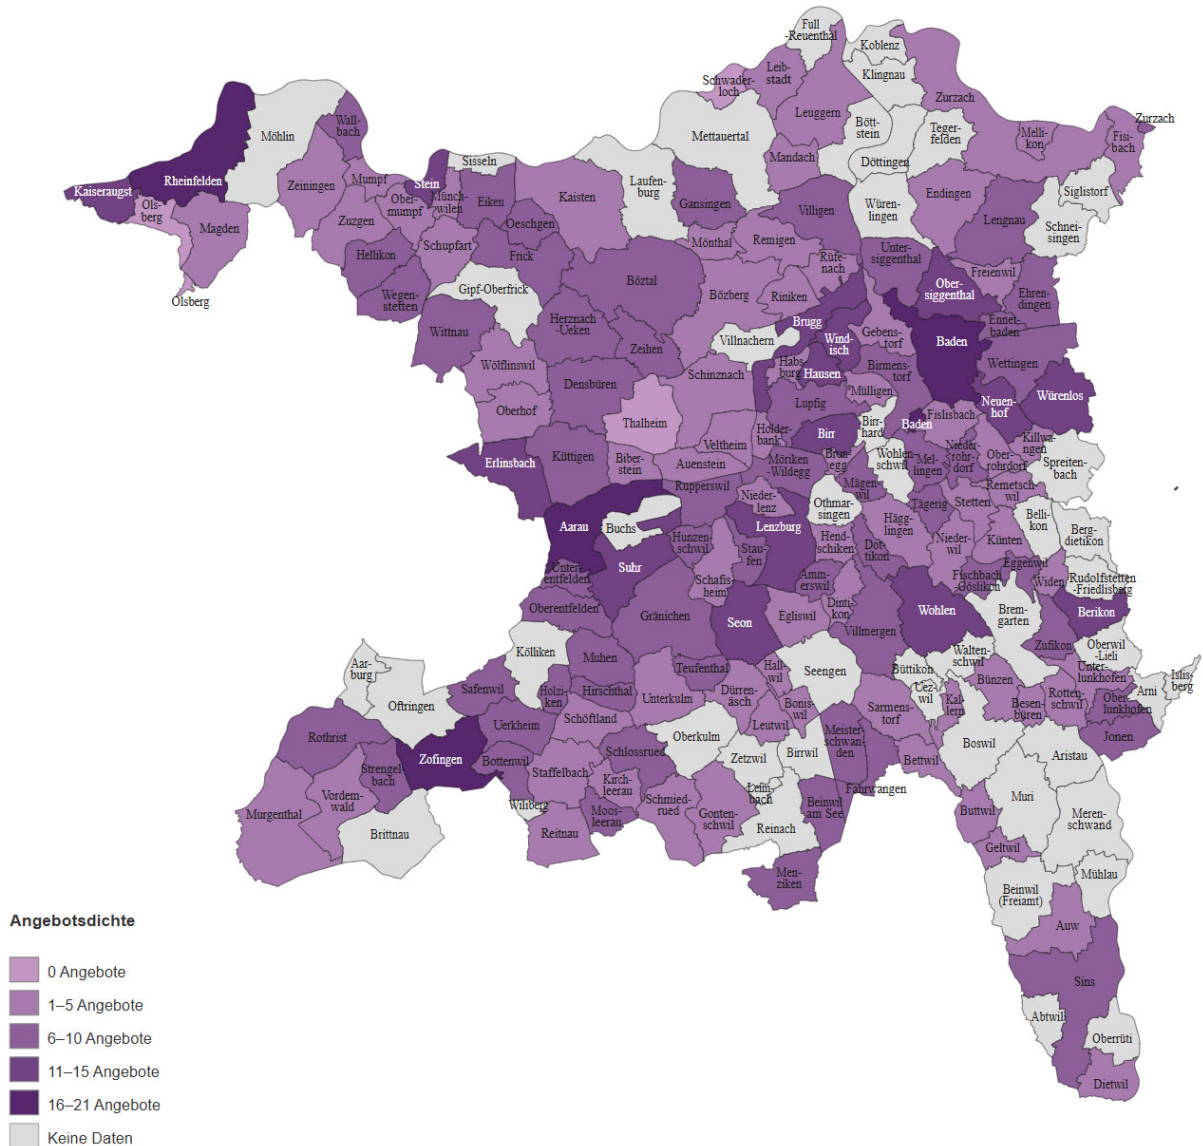 Full
-Reuenthal
Koblenz
Leib-
stadt
Klingnau
Schwader-
loch
Zurzach
Leuggern
Wall-
bach
Möhlin
Mettauertal
Bött-
stein
Teger-
felden
Zurzach
Melli-
kon
Fisi-
bach
Sisseln
Mandach
Döttingen
Rheinfelden
Kaiseraugst
Zeiningen
Mumpf
Stein
Laufen-
burg
Siglistorf
Ols-
berg
Ober-
mumpf
Münch-
wilen
Eiken
Kaisten
Gansingen
Villigen
Würen-
lingen
Endingen
Lengnau
Magden
Zuzgen
Oeschgen
Schnei-
singen
Schupfart
Mönthal
Remigen
Hellikon
Frick
Rüfe-
nach
Unter-
siggenthal
Freienwil
Olsberg
Wegen-
stetten
Gipf-Oberfrick
Böztal
Bözberg
Riniken
Ober-
siggenthal
Ehren-
dingen
Wittnau
Herznach
-Ueken
Brugg
Ennet-
baden
Villnachern
Wind-
isch
Gebens-
torf
Baden
Zeihen
Wölflinswil
Habs-
burg
Hausen
Birmens-
torf
Wettingen
Densbüren
Schinznach
Mülligen
Neuen-
hof
Würenlos
Oberhof
Thalheim
Lupfig
Birr-
hard
Baden
Fislisbach
Veltheim
Holder-
bank
Birr
Killwa-
ngen
Erlinsbach
Küttigen
Biber-
stein
Auenstein
Möriken
-Wildegg
Brun-
egg
Wohlen-
schwil
Mel-
lingen
Nieder-
rohr-
dorf
Ober-
rohrdorf
Spreiten-
bach
Rupperswil
Mägen-
wil
Remetsch-
wil
Nieder-
lenz
Othmar-
singen
Tägerig
Stetten
Belli-
kon
Aarau
Buchs
Lenzburg
Hägg-
lingen
Berg-
dietikon
Hunzen-
schwil
Stau-
fen
Hend-
schiken
Dot-
tikon
Nieder-
wil
Künten
Suhr
Unter-
entfelden
Schafis-
heim
Amm-
erswil
Fischbach
-Göslikon
Eggenwil
Widen
Rudolfstetten
-Friedlisberg
Oberentfelden
Gränichen
Seon
Egliswil
Dinti-
kon
Wohlen
Brem-
garten
Berikon
Villmergen
Kölliken
Muhen
Zufikon
Oberwil
-Lieli
Aar-
burg
Teufenthal
Hall-
wil
Seengen
Büttikon
Walten-
schwil
Unter-
lunkhofen
Islis-
berg
Safenwil
Holzi-
ken
Hirschthal
Unterkulm
Dürren-
äsch
Bonis-
wil
Uez-
wil
Kal-
lern
Bünzen
Besen-
büren
Rotten-
schwil
Arni
Ober-
lunkhofen
Oftringen
Sarmens-
torf
Uerkheim
Schöftland
Leutwil
Rothrist
Oberkulm
Meister-
schwan-
den
Boswil
Jonen
Zofingen
Bottenwil
Schlossrued
Zetzwil
Birrwil
Bettwil
Aristau
Strengel-
bach
Staffelbach
Kirch-
leerau
Leim-
bach
Fahrwangen
Vordem-
wald
Wiliberg
Schmied-
rued
Beinwil
am See
Muri
Murgenthal
Moos-
leerau
Gonten-
schwil
Buttwil
Meren-
schwand
Brittnau
Reitnau
Reinach
Geltwil
Men-
ziken
Mühlau
Beinwil
(Freiamt)
Auw
Sins
Abtwil
Oberrüti
Dietwil
Angebotsdichte
0 Angebote
1–5 Angebote
6–10 Angebote
11–15 Angebote
16–21 Angebote
Keine Daten